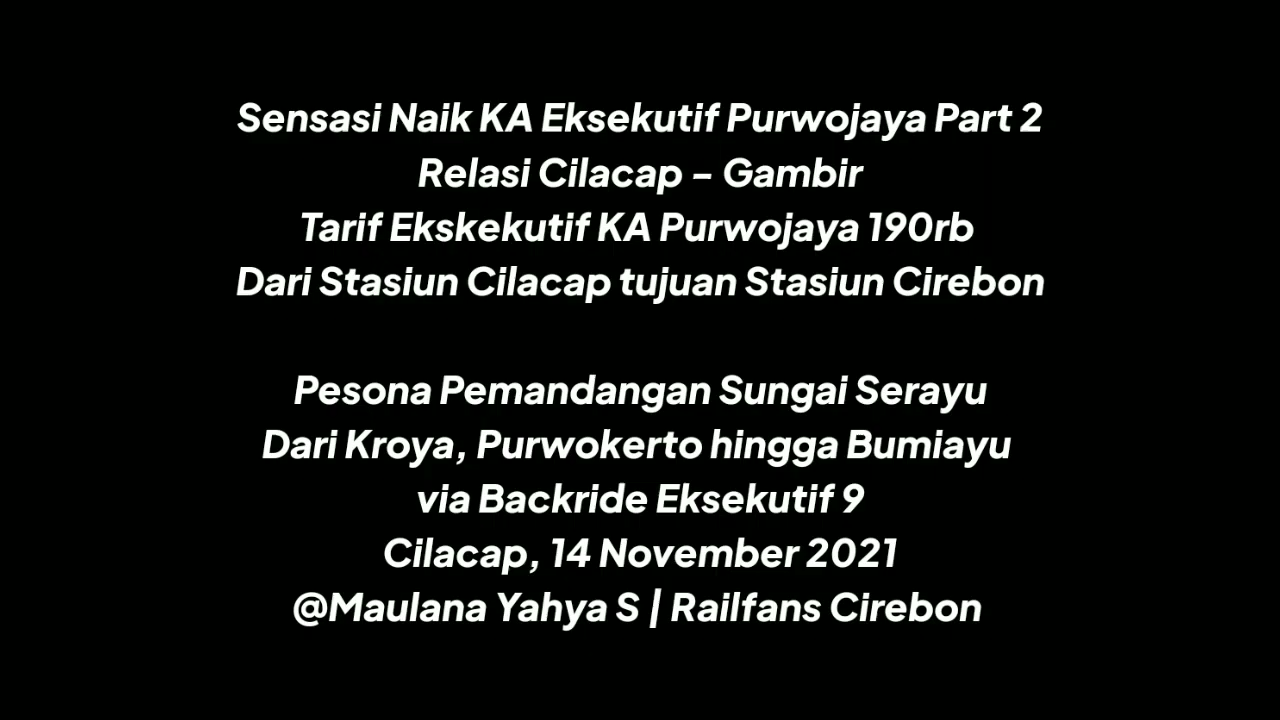 Sensasi Naik KA Eksekutif Purwojaya Part 2
Relasi Cilacap – Gambir
Tarif Ekskekutif KA Purwojaya 190rb
Dari Stasiun Cilacap tujuan Stasiun Cirebon
Pesona Pemandangan Sungai Serayu
Dari Kroya, Purwokerto hingga Bumiayu
via Backride Eksekutif 9
Cilacap, 14 November 2021
@Maulana Yahya S | Railfans Cirebon